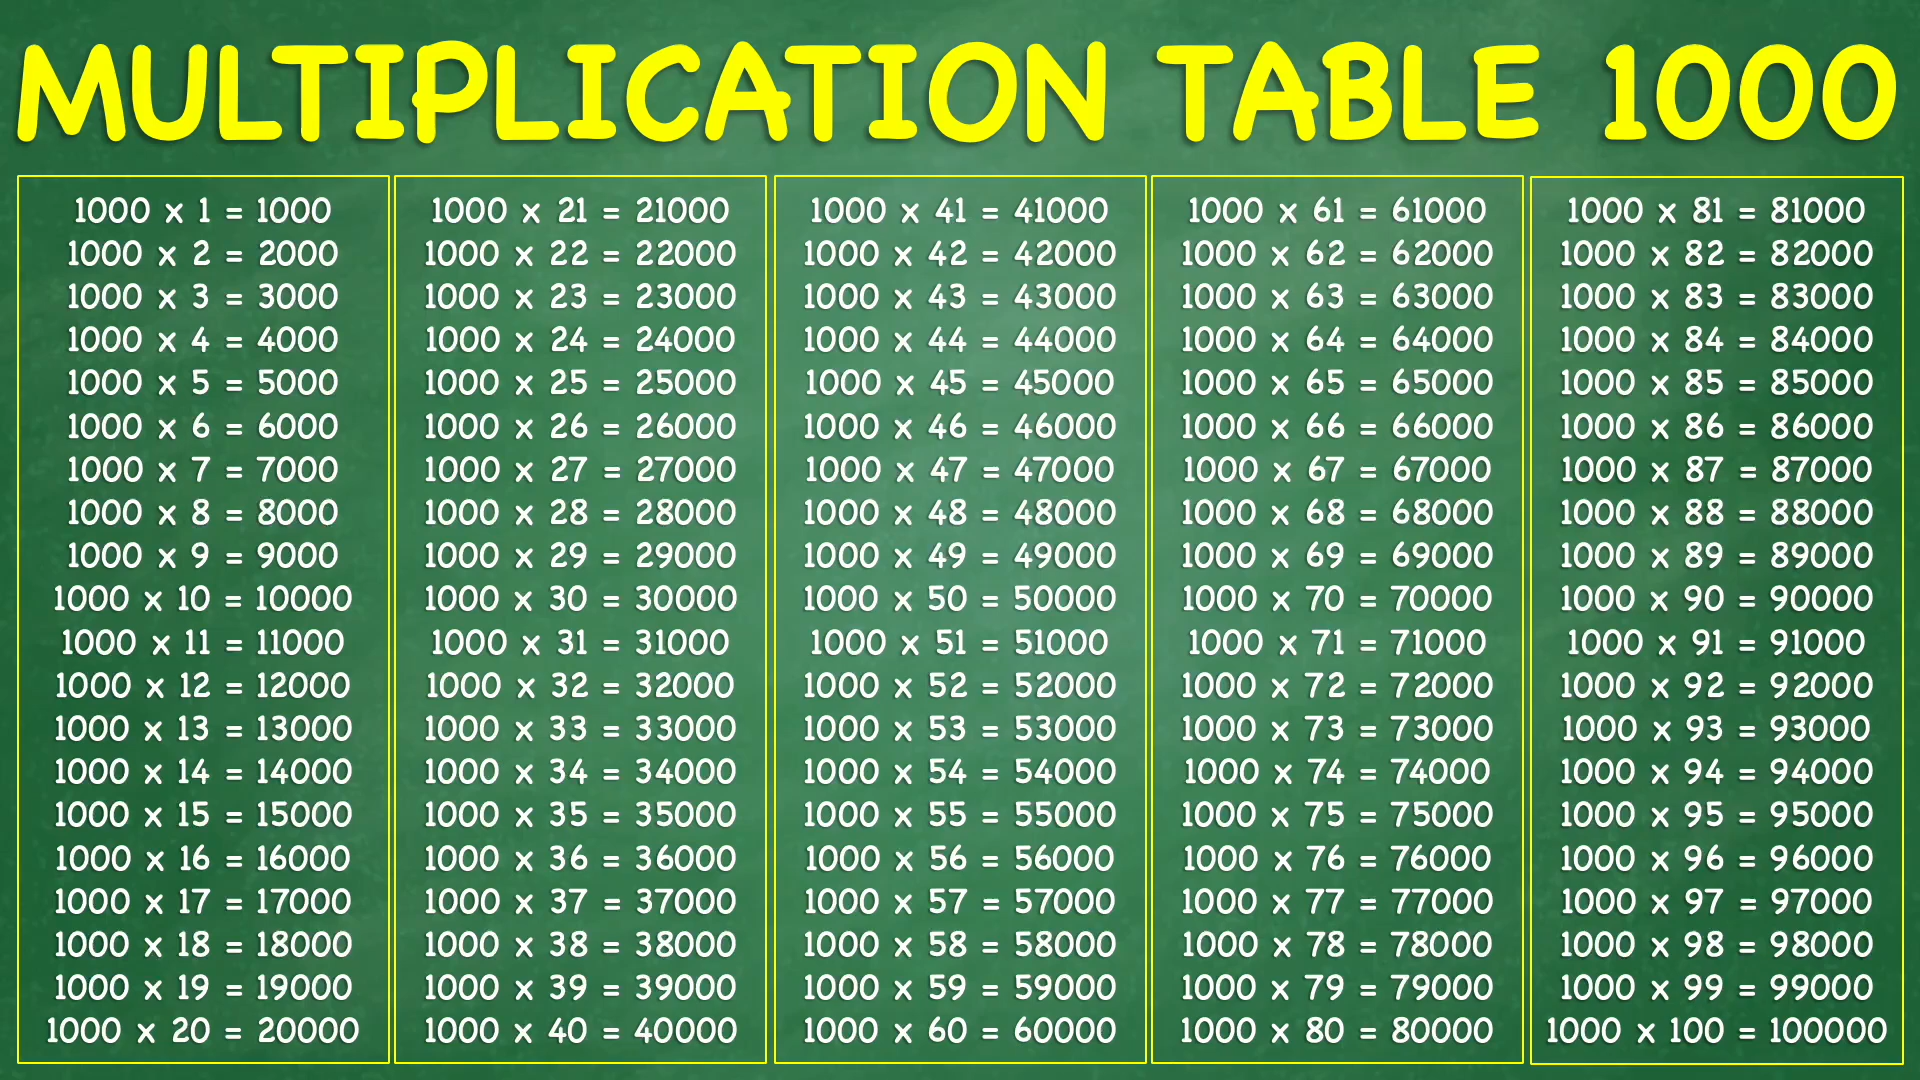 MULTIPLICATION TABLE 1000
1000 x 1 = 1000
1000 x 2 = 2000
1000 x 3 = 3000
1000 x 4 = 4000
1000 x 5 = 5000
1000 x 6 = 6000
1000 x 7 = 7000
1000 x 8 = 8000
1000 x 9 = 9000
1000 x 10 = 10000
1000 x 11 = 11000
1000 x 12 = 12000
1000 x 13 = 13000
1000 x 14 = 14000
1000 x 15 = 15000
1000 x 16 = 16000
1000 x 17 = 17000
1000 x 18 = 18000
1000 x 19 = 19000
1000 x 20 = 20000
1000 x 21 = 21000
1000 x 22 = 22000
1000 x 23 = 23000
1000 x 24 = 24000
1000 x 25 = 25000
1000 x 26 = 26000
1000 x 27 = 27000
1000 x 28 = 28000
1000 x 29 = 29000
1000 x 30 = 30000
1000 x 31 = 31000
1000 x 32 = 32000
1000 x 33 = 33000
1000 x 34 = 34000
1000 x 35 = 35000
1000 x 36 = 36000
1000 x 37 = 37000
1000 x 38 = 38000
1000 x 39 = 39000
1000 x 40 = 40000
1000 x 41 = 41000
1000 x 42 = 42000
1000 x 43 = 43000
1000 x 44 = 44000
1000 x 45 = 45000
1000 x 46 = 46000
1000 x 47 = 47000
1000 x 48 = 48000
1000 x 49 = 49000
1000 x 50 = 50000
1000 x 51 = 51000
1000 x 52 = 52000
1000 x 53 = 53000
1000 x 54 = 54000
1000 x 55 = 55000
1000 x 56 = 56000
1000 x 57 = 57000
1000 x 58 = 58000
1000 x 59 = 59000
1000 x 60 = 60000
1000 x 61 = 61000
1000 x 62 = 62000
1000 x 63 = 63000
1000 x 64 = 64000
1000 x 65 = 65000
1000 x 66 = 66000
1000 x 67 = 67000
1000 x 68 = 68000
1000 x 69 = 69000
1000 x 70 = 70000
1000 x 71 = 71000
1000 x 72 = 72000
1000 x 73 = 73000
1000 x 74 = 74000
1000 x 75 = 75000
1000 x 76 = 76000
1000 x 77 = 77000
1000 x 78 = 78000
1000 x 79 = 79000
1000 x 80 = 80000
1000 x 81 = 81000
1000 x 82 = 82000
1000 x 83 = 83000
1000 x 84 = 84000
1000 x 85 = 85000
1000 x 86 = 86000
1000 x 87 = 87000
1000 x 88 = 88000
1000 x 89 = 89000
1000 x 90 = 90000
1000 x 91 = 91000
1000 x 92 = 92000
1000 x 93 = 93000
1000 x 94 = 94000
1000 x 95 = 95000
1000 x 96 = 96000
1000 x 97 = 97000
1000 x 98 = 98000
1000 x 99 = 99000
1000 x 100 = 100000